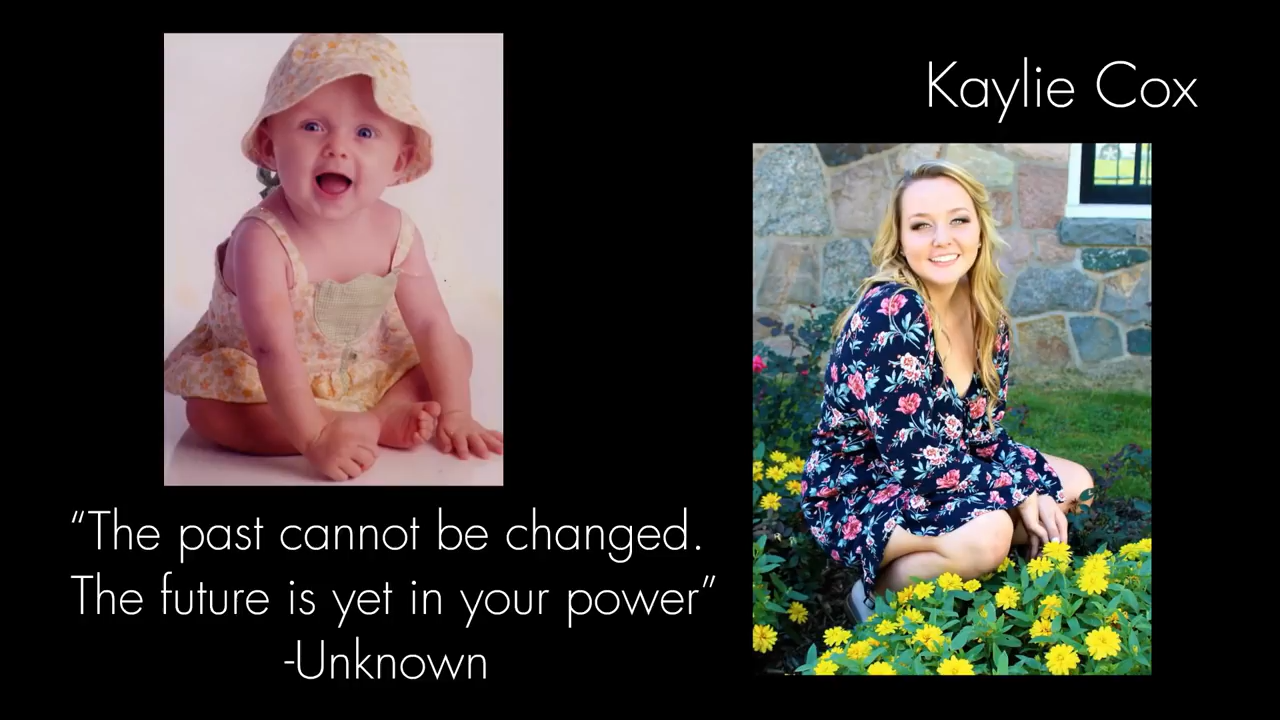 Kaylie Cox
“The past cannot be changed.
The future is yet in your power”
-Unknown